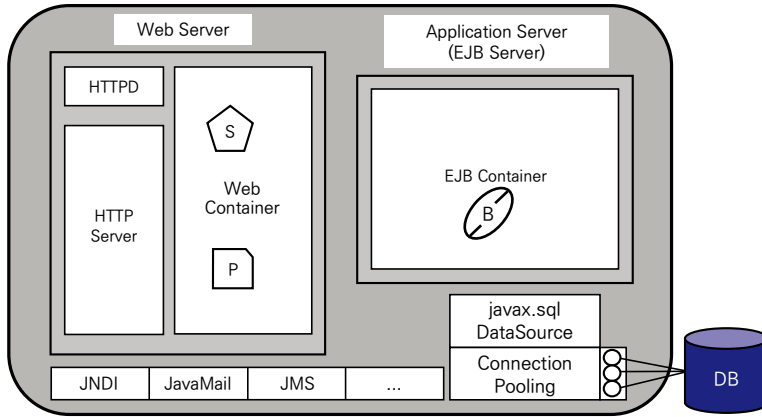 Web Server
Application Server
(EJB Server)
HTTPD
S
Web
Container
HTTP
Server
P
EJB Container
B
javax.sql
DataSource
Connection
Pooling
JNDI
JavaMail
JMS
...
DB